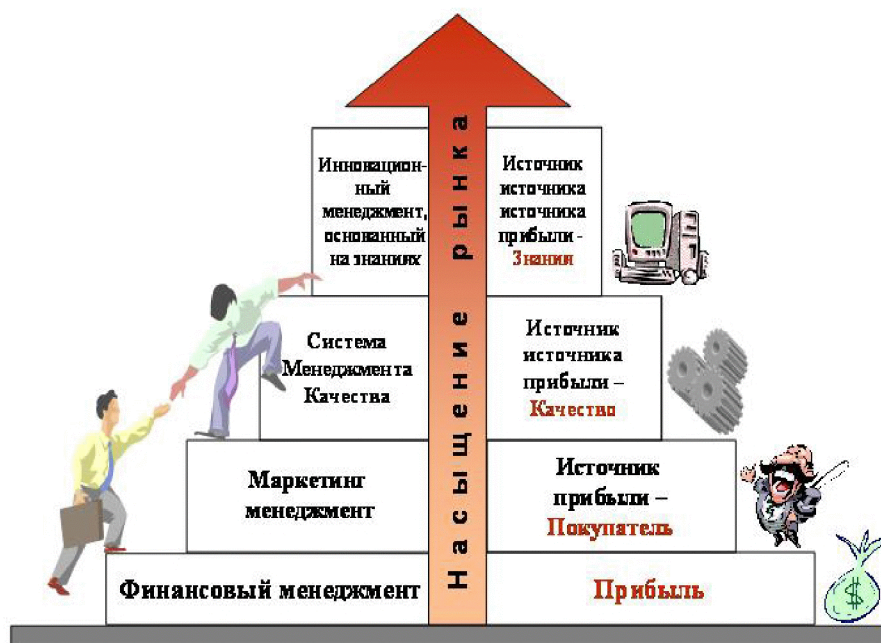 Насыщение рынка
Инновацион-
ный
менеджмент,
основанный
на знаниях
Источник
источника
источника
прибыли -
Знания
Система
Менеджмента
Качества
Источник
источника
прибыли –
Качество
Маркетинг
менеджмент
Источник
прибыли –
Покупатель
Финансовый менеджмент
Прибыль
$
$